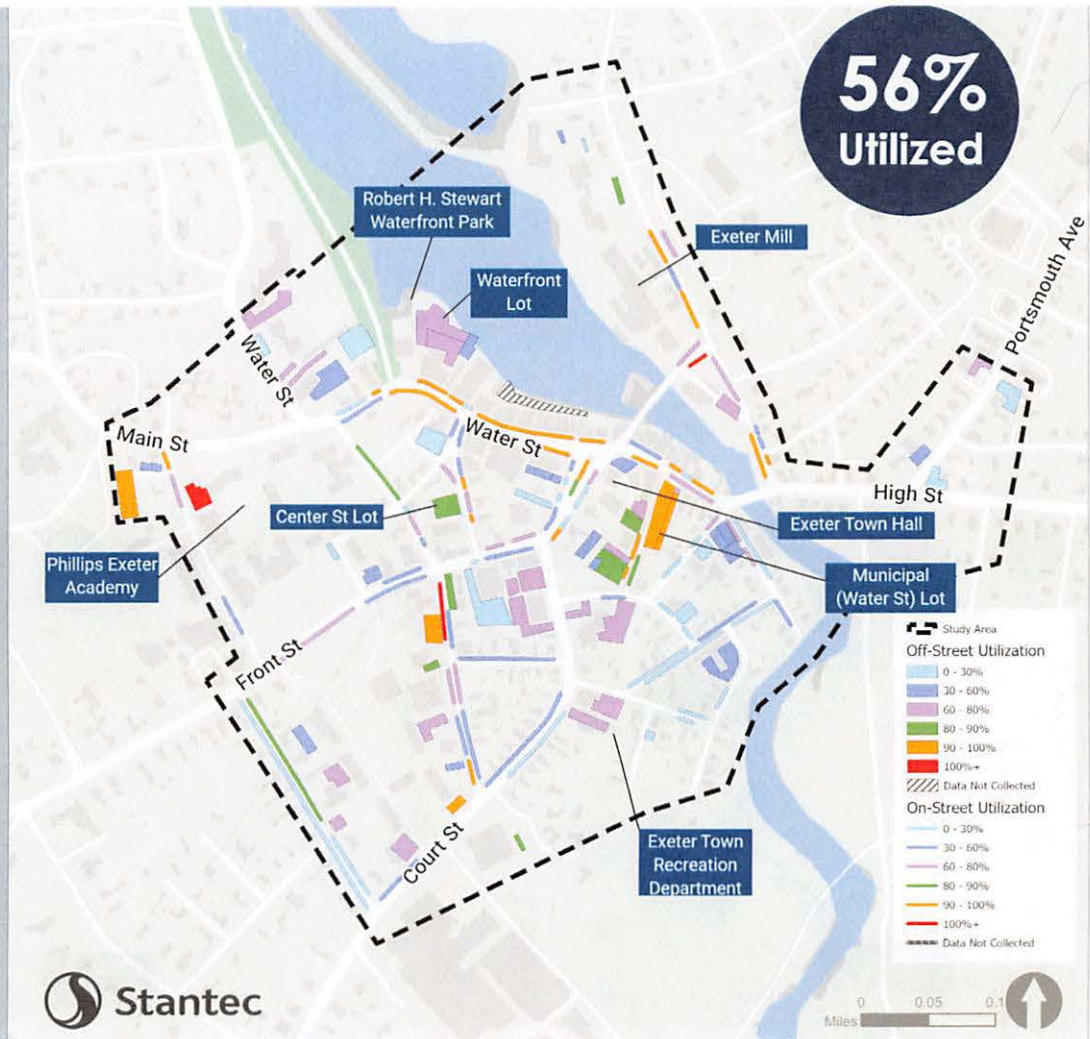 56%
Utilized
Robert H. Stewart
Waterfront Park
Exeter Mill
Waterfront
Lot
Portsmouth Ave
Water St
Main St
Water St
High St
Center St Lot
Exeter Town Hall
Phillips Exeter
Academy
Municipal
(Water St) Lot
Front St
Court St
Exeter Town
Recreation
Department
Study Area
Off-Street Utilization
0 - 30%
30 - 60%
60 - 80%
80 - 90%
90 - 100%
100%+
Data Not Collected
On-Street Utilization
0 - 30%
30 - 60%
60 - 80%
80 - 90%
90 - 100%
100%+
Data Not Collected
Stantec
0 0.05 0.1
Miles